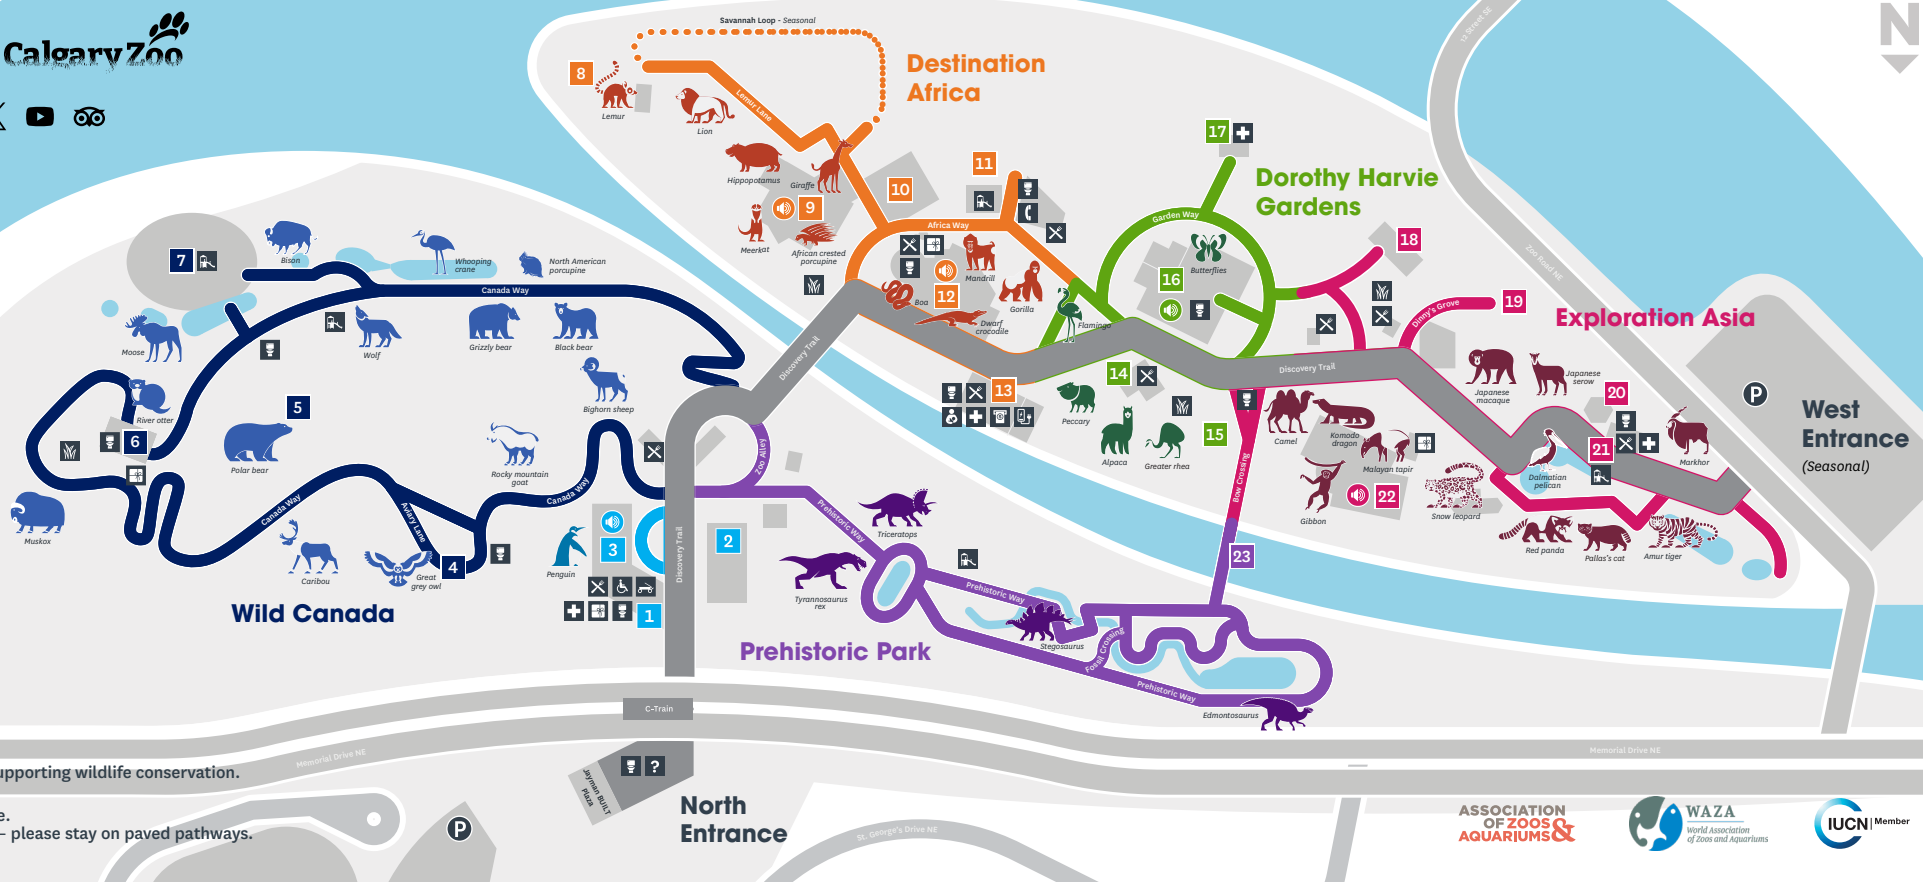 Calgary Zoo
Savannah Loop - Seasonal
Destination
Africa
N
12 Street SE
8
Lemur
Lion
Lemur Lane
Hippopotamus
Giraffe
9
10
11
Meerkat
African crested
porcupine
Africa Way
Mandrill
12
Boa
Gorilla
Dwarf
crocodile
17
Dorothy Harvie
Gardens
Garden Way
16
Butterflies
Flamingo
18
19
Dinny's Grove
Zoo Road NE
Exploration Asia
7
Bison
Whooping
crane
North American
porcupine
Canada Way
Moose
Wolf
Grizzly bear
Black bear
Bighorn sheep
River otter
5
6
Polar bear
Rocky mountain
goat
Muskox
Canada Way
Aviary Lane
Canada Way
Caribou
Great
grey owl
4
Wild Canada
Discovery Trail
Discovery Trail
Zoo Alley
Penguin
3
2
1
13
14
Peccary
Alpaca
Greater rhea
15
Discovery Trail
Camel
Komodo
dragon
Malayan tapir
Gibbon
22
Bow Crossing
23
Japanese
macaque
Japanese
serow
20
21
Markhor
Dalmatian
pelican
Snow leopard
Red panda
Pallas's cat
Amur tiger
P
West
Entrance
(Seasonal)
Prehistoric Way
Triceratops
Tyrannosaurus
rex
Prehistoric Way
Stegosaurus
Fossil Crossing
Prehistoric Way
Edmontosaurus
Prehistoric Park
C-Train
Memorial Drive NE
Memorial Drive NE
Jayman BUILT
Plaza
?
North
Entrance
P
St. George's Drive NE
upporting wildlife conservation.
e.
– please stay on paved pathways.
ASSOCIATION
OF ZOOS
AQUARIUMS &
WAZA
World Association
of Zoos and Aquariums
IUCN | Member